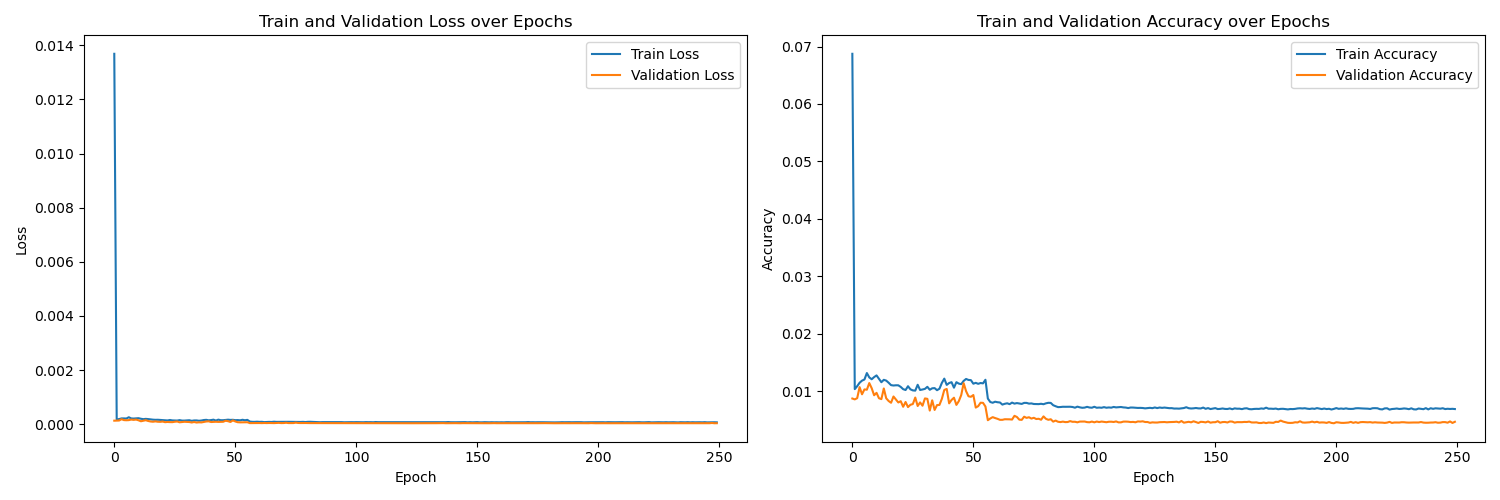 Train and Validation Loss over Epochs
Train Loss
Validation Loss
0.014
0.012
0.010
0.008
0.006
0.004
0.002
0.000
Loss
0
50
100
150
200
250
Epoch
Train and Validation Accuracy over Epochs
Train Accuracy
Validation Accuracy
0.07
0.06
0.05
0.04
0.03
0.02
0.01
Accuracy
0
50
100
150
200
250
Epoch